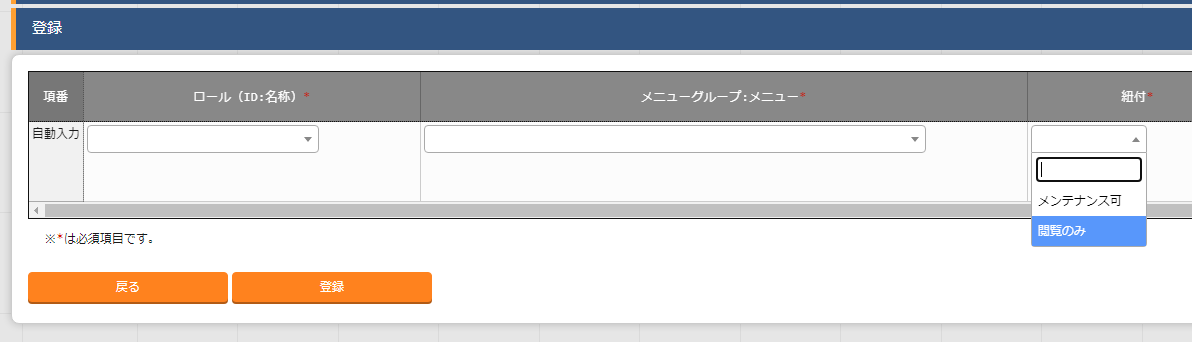 登録
項番 ロール（ID:名称）* メニューグループ:メニュー* 紐付*
自動入力
メンテナンス可
閲覧のみ
※*は必須項目です。
戻る 登録